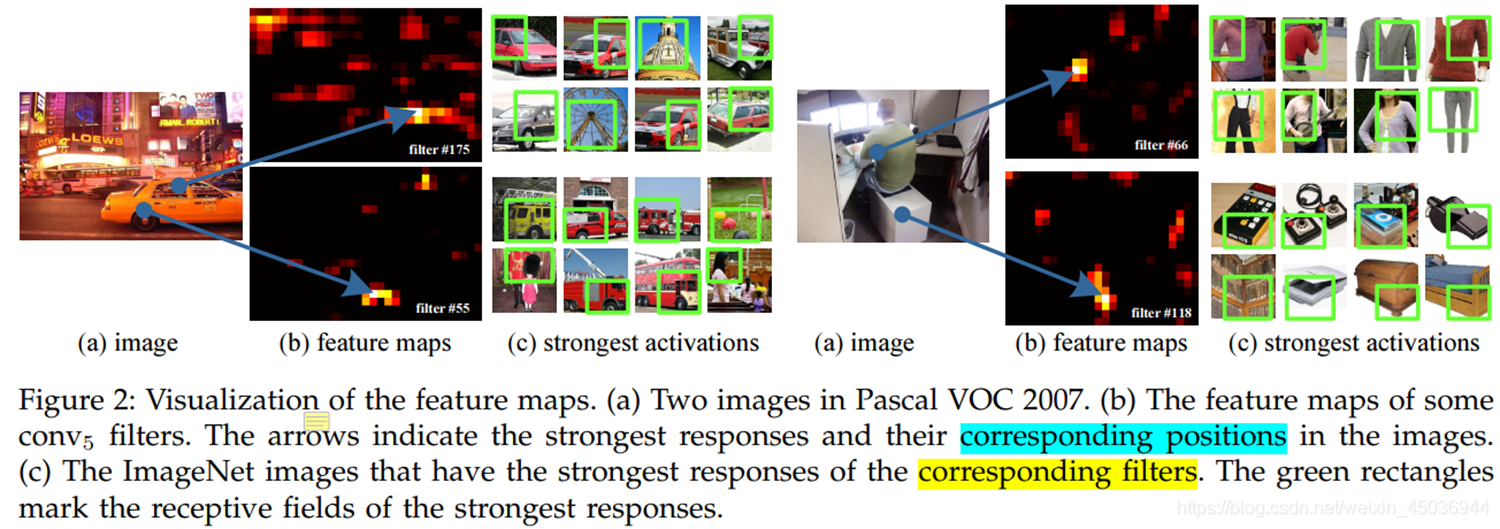 LOEWS
RMAN. ROBERT!
filter #175
filter #55
filter #66
filter #118
(a) image
(b) feature maps
(c) strongest activations
(a) image
(b) feature maps
(c) strongest activations
Figure 2: Visualization of the feature maps. (a) Two images in Pascal VOC 2007. (b) The feature maps of some
conv5 filters. The arrows indicate the strongest responses and their corresponding positions in the images.
(c) The ImageNet images that have the strongest responses of the corresponding filters. The green rectangles
mark the receptive fields of the strongest responses.
https://blog.csdn.net/weixin_45036944